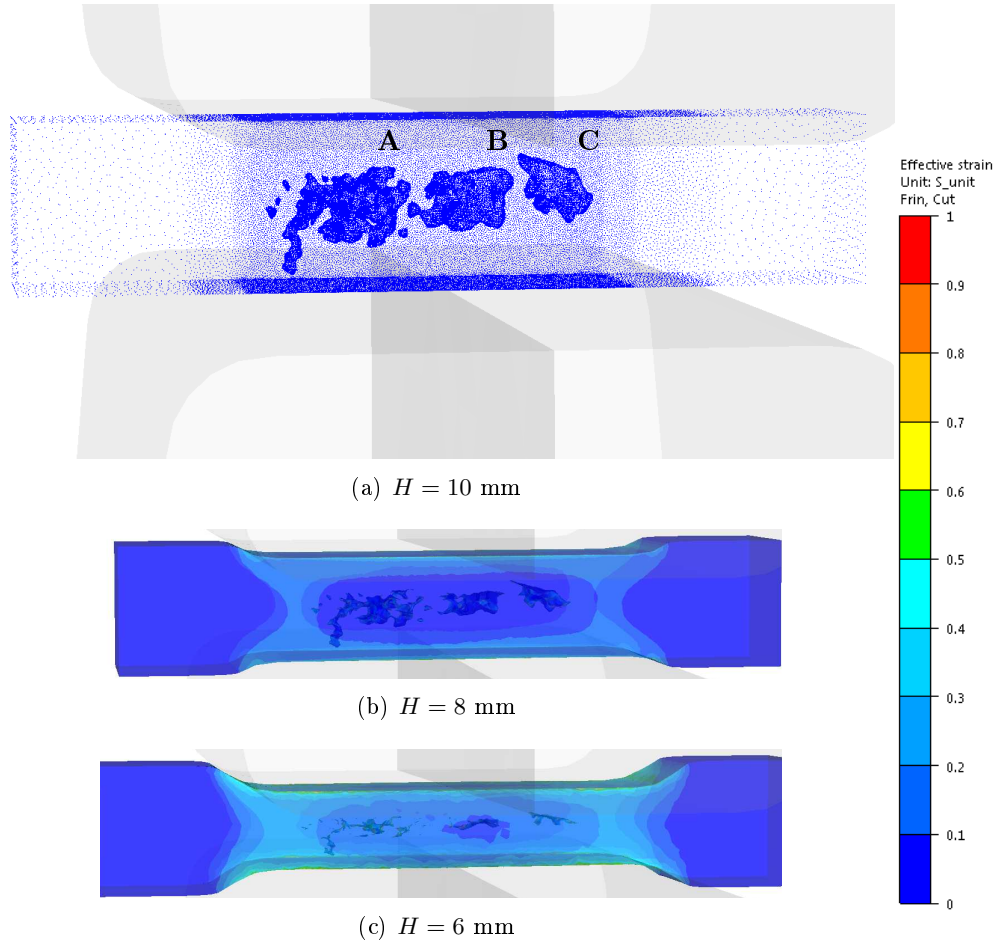 A B C
(a) H = 10 mm
(b) H = 8 mm
(c) H = 6 mm
Effective strain
Unit: S_unit
Frin, Cut
1
0.9
0.8
0.7
0.6
0.5
0.4
0.3
0.2
0.1
0